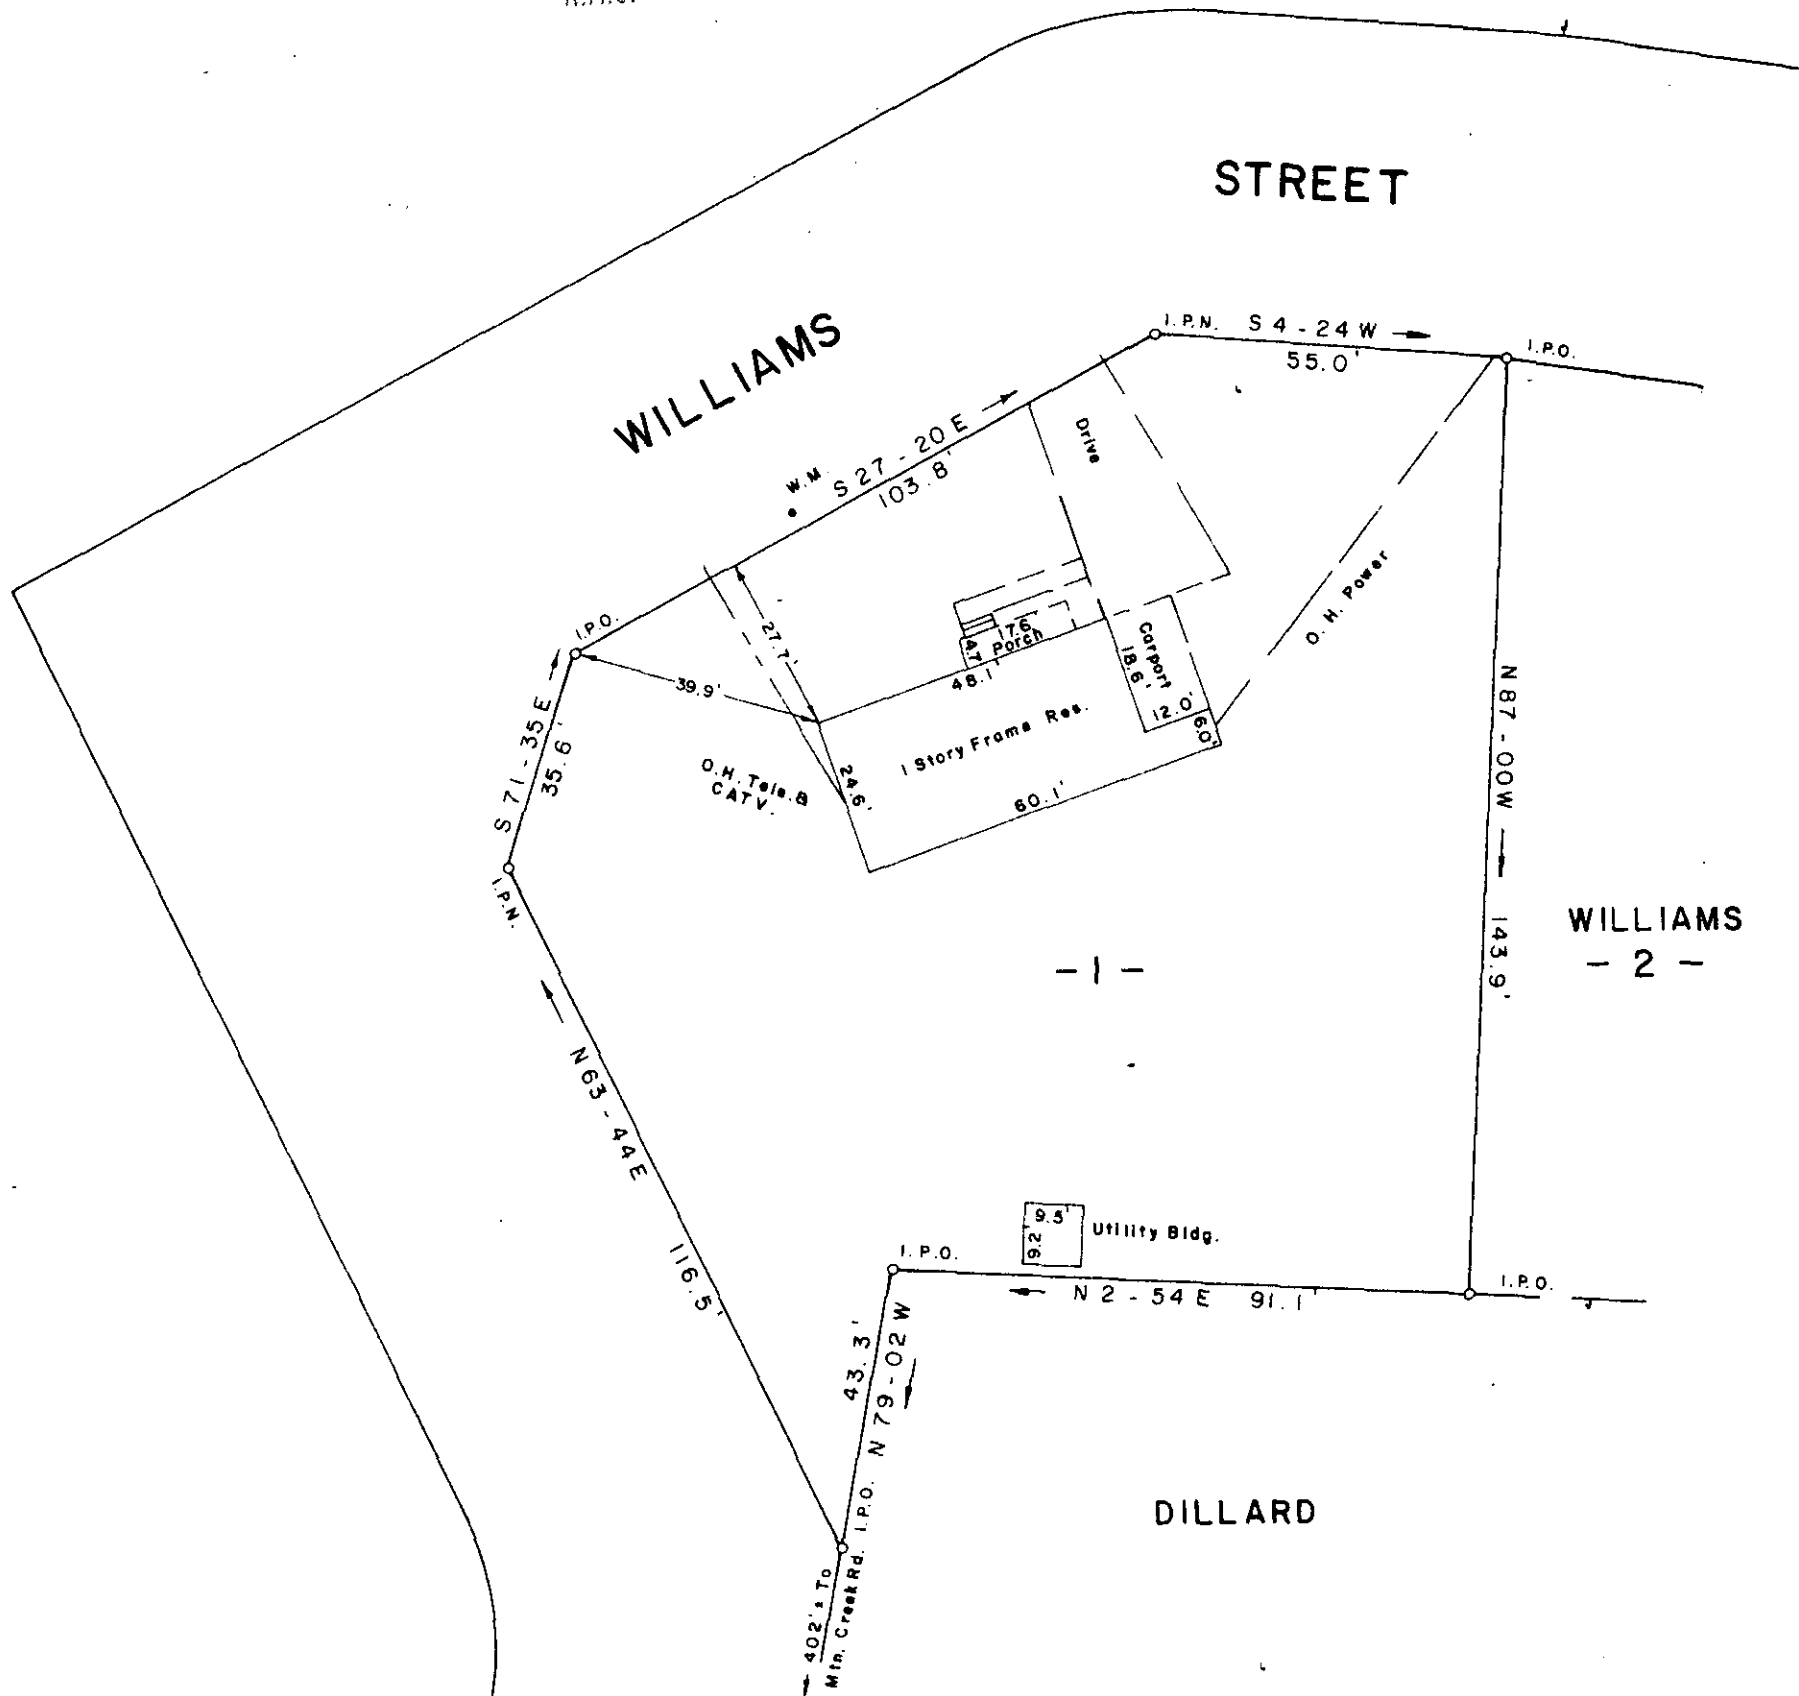 STREET
WILLIAMS
I.P.N.
S 4 - 24 W
55.0'
I.P.O.
W.M.
S 27 - 20 E
103.8'
Drive
O. H. Power
I.P.O.
27.7'
39.9'
17.6'
4.7'
Porch
48.1'
Carport
18.6'
12.0'
6.0'
1 Story Frame Res.
24.6'
60.1'
O.H. Tele. &
CATV.
S 71 - 35 E
35.6'
I.P.N.
N 87 - 00 W
143.9'
WILLIAMS
- 2 -
- 1 -
N 63 - 44 E
116.5'
9.5'
9.2'
Utility Bldg.
I.P.O.
N 2 - 54 E 91.1'
I.P.O.
43.3'
N 79 - 02 W
I.P.O.
DILLARD
402' ± To
Mtn. Creek Rd.